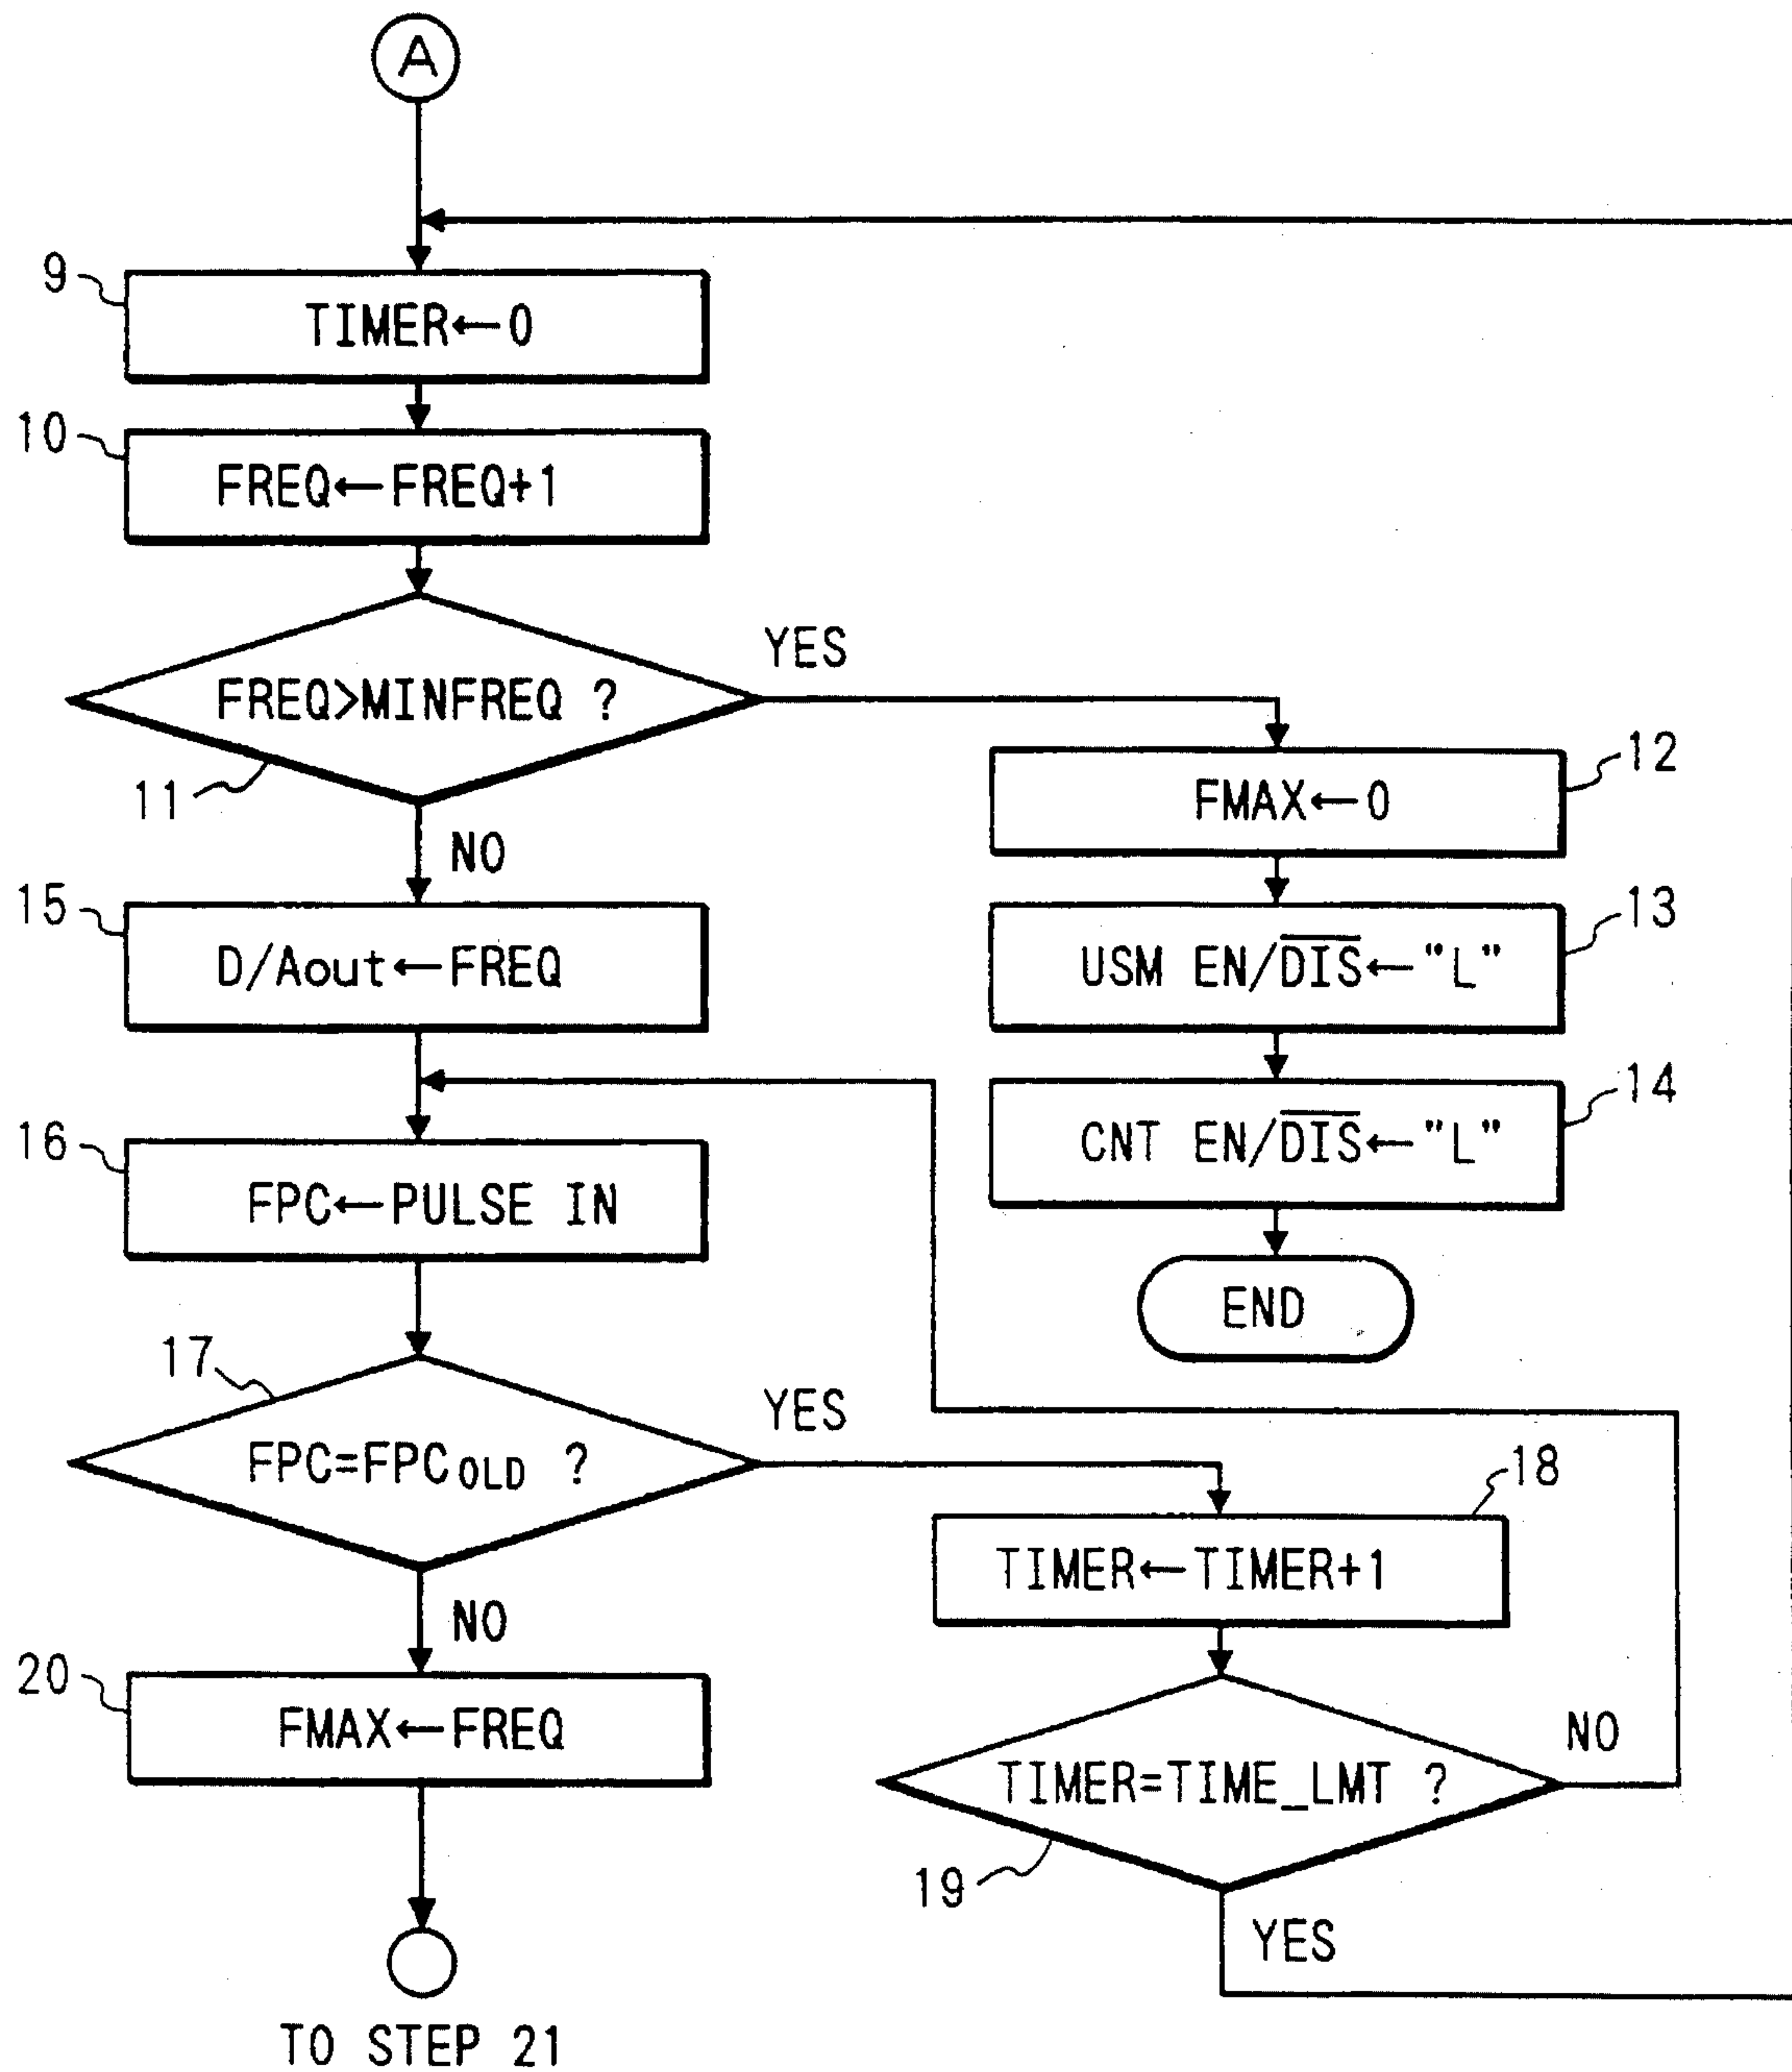 A
9
TIMER←0
10
FREQ←FREQ+1
FREQ>MINFREQ ?
YES
11
NO
12
FMAX←0
15
D/Aout←FREQ
13
USM EN/D̅I̅S̅←"L"
14
CNT EN/D̅I̅S̅←"L"
16
FPC←PULSE IN
END
17
FPC=FPCOLD ?
YES
18
TIMER←TIMER+1
NO
20
FMAX←FREQ
TIMER=TIME_LMT ?
NO
19
YES
TO STEP 21